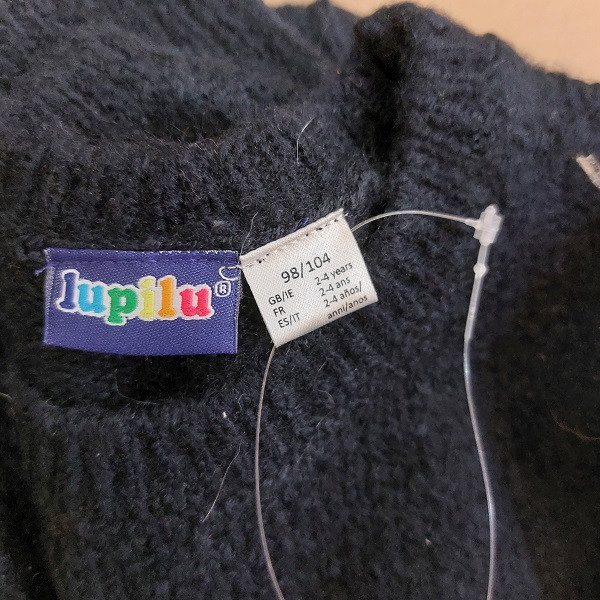 lupilu®
98/104
GB/IE 2-4 years
FR 2-4 ans
ES/IT 2-4 años/
anni/anos